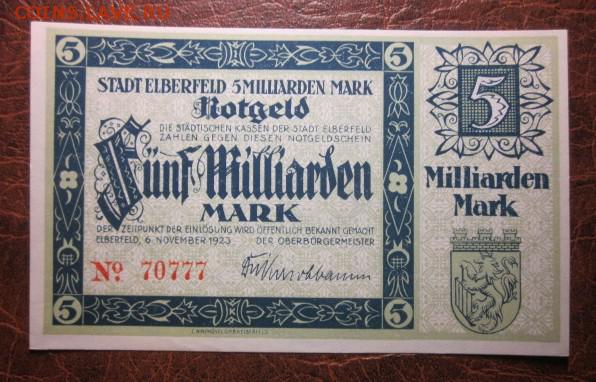 COINS.LAVE.RU
5
5
STADT ELBERFELD 5 MILLIARDEN MARK
Notgeld
DIE STÄDTISCHEN KASSEN DER STADT ELBERFELD
ZAHLEN GEGEN DIESEN NOTGELDSCHEIN
Fünf Milliarden
MARK
DER ZEITPUNKT DER EINLÖSUNG WIRD ÖFFENTLICH BEKANNT GEMACHT
ELBERFELD, 6. NOVEMBER 1923 DER OBERBÜRGERMEISTER
No. 70777
5
5
5
Milliarden
Mark